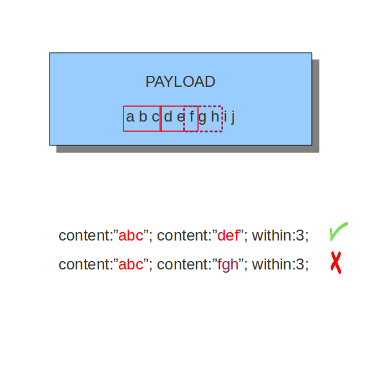 PAYLOAD
a b c d e f g h i j
content:”abc”; content:”def”; within:3;
content:”abc”; content:”fgh”; within:3;